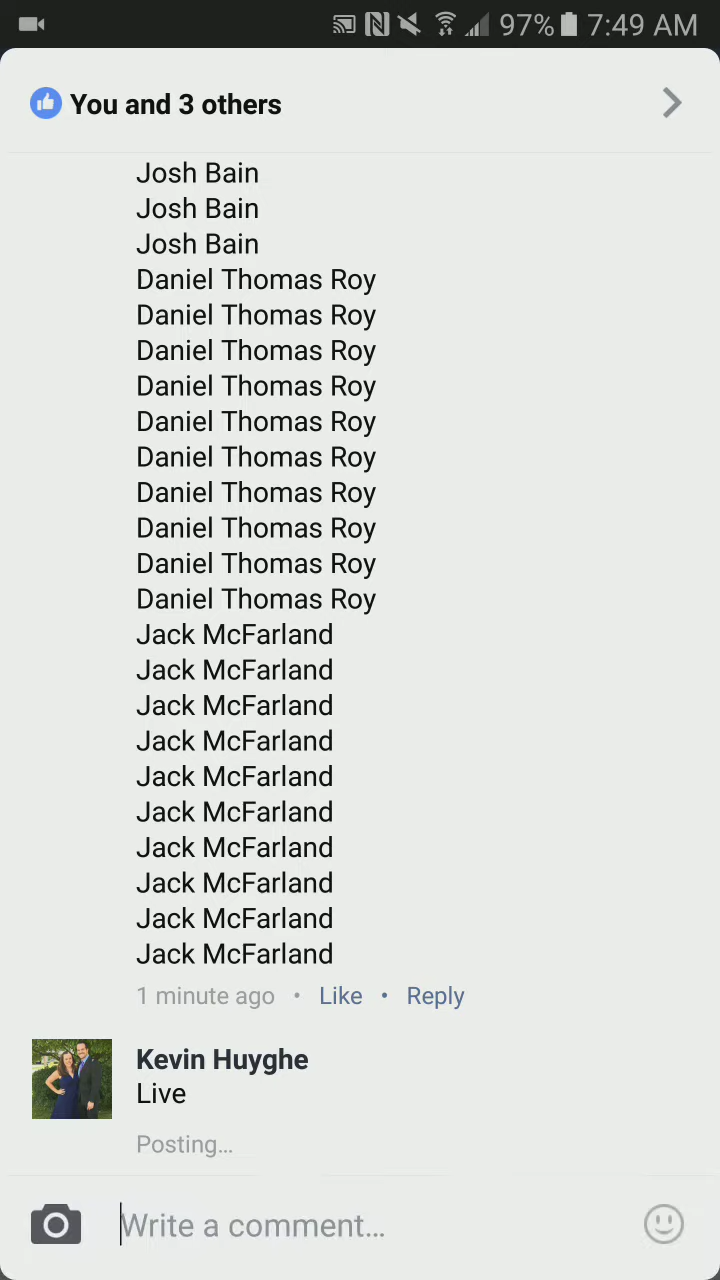 97% 7:49 AM
You and 3 others
Josh Bain
Josh Bain
Josh Bain
Daniel Thomas Roy
Daniel Thomas Roy
Daniel Thomas Roy
Daniel Thomas Roy
Daniel Thomas Roy
Daniel Thomas Roy
Daniel Thomas Roy
Daniel Thomas Roy
Daniel Thomas Roy
Daniel Thomas Roy
Jack McFarland
Jack McFarland
Jack McFarland
Jack McFarland
Jack McFarland
Jack McFarland
Jack McFarland
Jack McFarland
Jack McFarland
Jack McFarland
1 minute ago • Like • Reply
Kevin Huyghe
Live
Posting...
Write a comment...